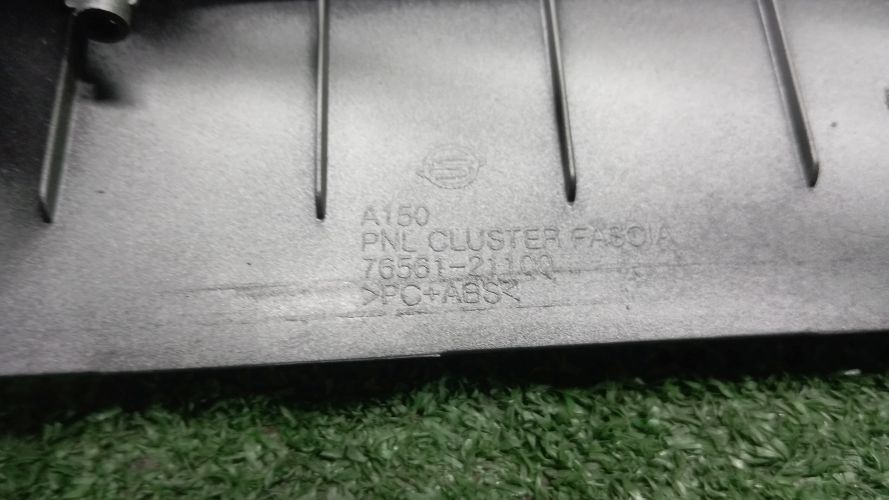 A150
PNL CLUSTER FASCIA
76561-21100
>PC+ABS<